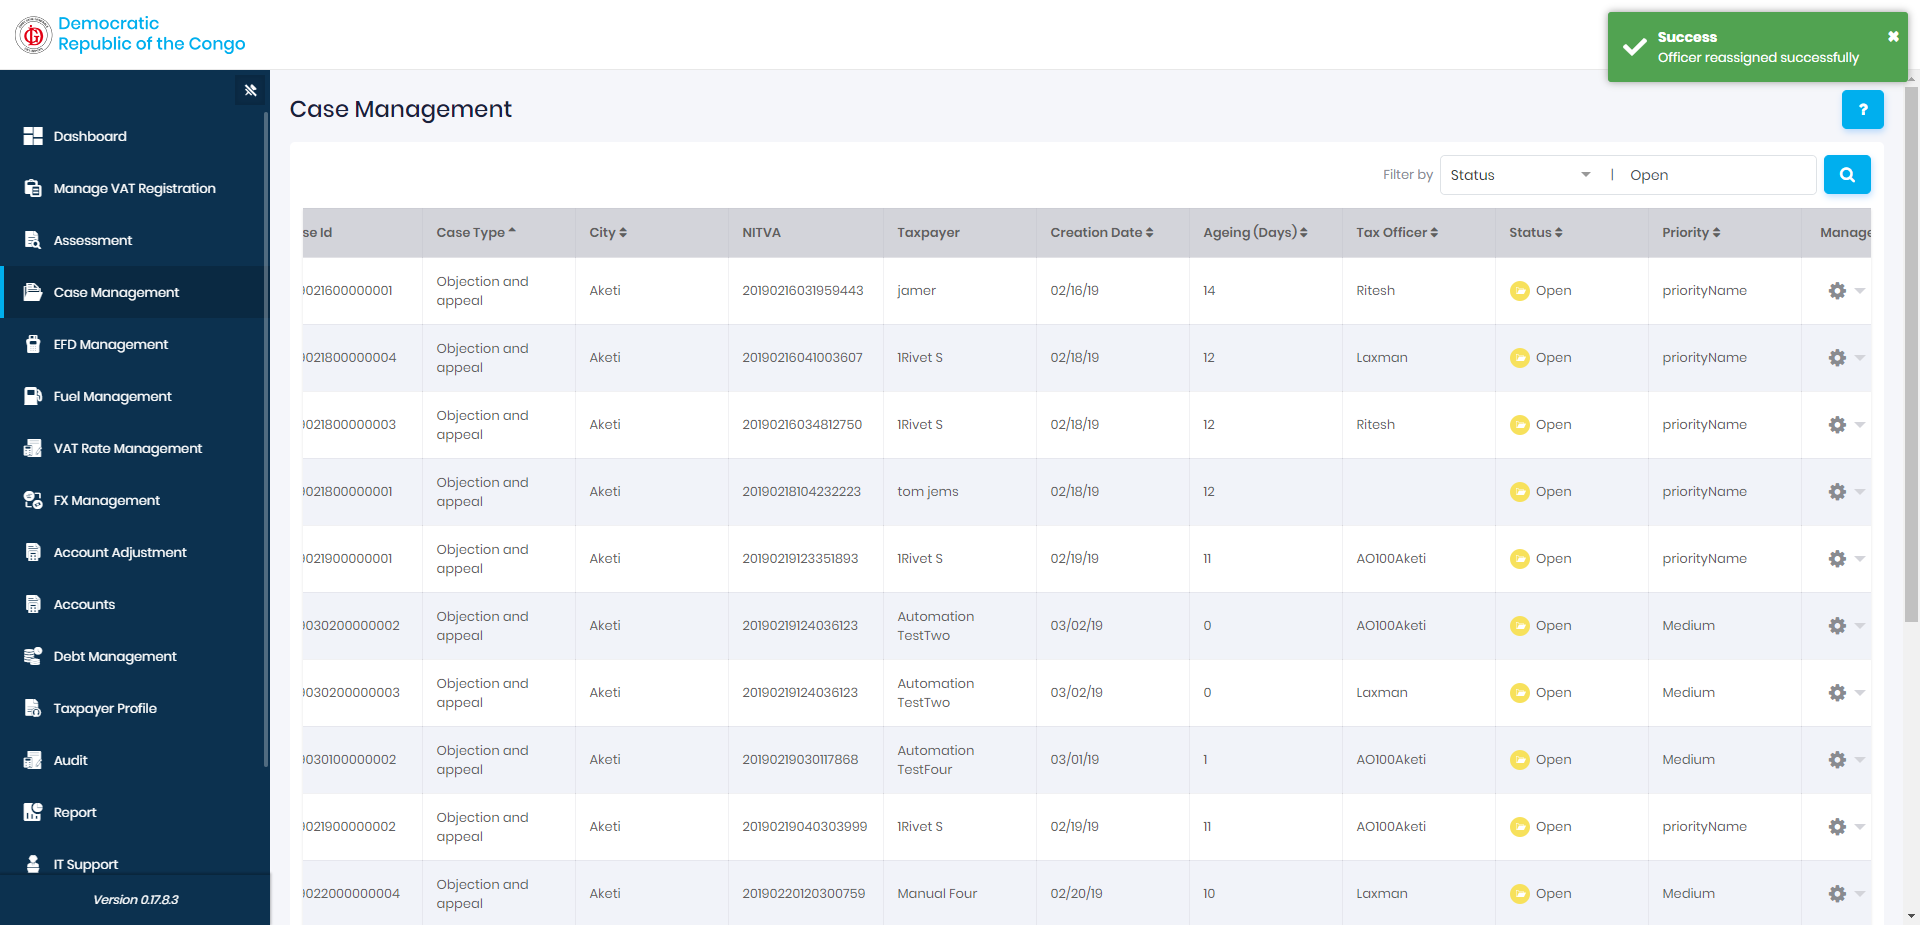 Democratic
Republic of the Congo
Success
Officer reassigned successfully
Dashboard
Manage VAT Registration
Assessment
Case Management
EFD Management
Fuel Management
VAT Rate Management
FX Management
Account Adjustment
Accounts
Debt Management
Taxpayer Profile
Audit
Report
IT Support
Version 0.17.8.3
Case Management
?
Filter by Status | Open
se Id Case Type City NITVA Taxpayer Creation Date Ageing (Days) Tax Officer Status Priority Manage
9021600000001 Objection and appeal Aketi 20190216031959443 jamer 02/16/19 14 Ritesh Open priorityName
9021800000004 Objection and appeal Aketi 20190216041003607 1Rivet S 02/18/19 12 Laxman Open priorityName
9021800000003 Objection and appeal Aketi 20190216034812750 1Rivet S 02/18/19 12 Ritesh Open priorityName
9021800000001 Objection and appeal Aketi 20190218104232223 tom jems 02/18/19 12 Open priorityName
9021900000001 Objection and appeal Aketi 20190219123351893 1Rivet S 02/19/19 11 AO100Aketi Open priorityName
9030200000002 Objection and appeal Aketi 20190219124036123 Automation TestTwo 03/02/19 0 AO100Aketi Open Medium
9030200000003 Objection and appeal Aketi 20190219124036123 Automation TestTwo 03/02/19 0 Laxman Open Medium
9030100000002 Objection and appeal Aketi 20190219030117868 Automation TestFour 03/01/19 1 AO100Aketi Open Medium
9021900000002 Objection and appeal Aketi 20190219040303999 1Rivet S 02/19/19 11 AO100Aketi Open priorityName
9022000000004 Objection and appeal Aketi 20190220120300759 Manual Four 02/20/19 10 Laxman Open Medium